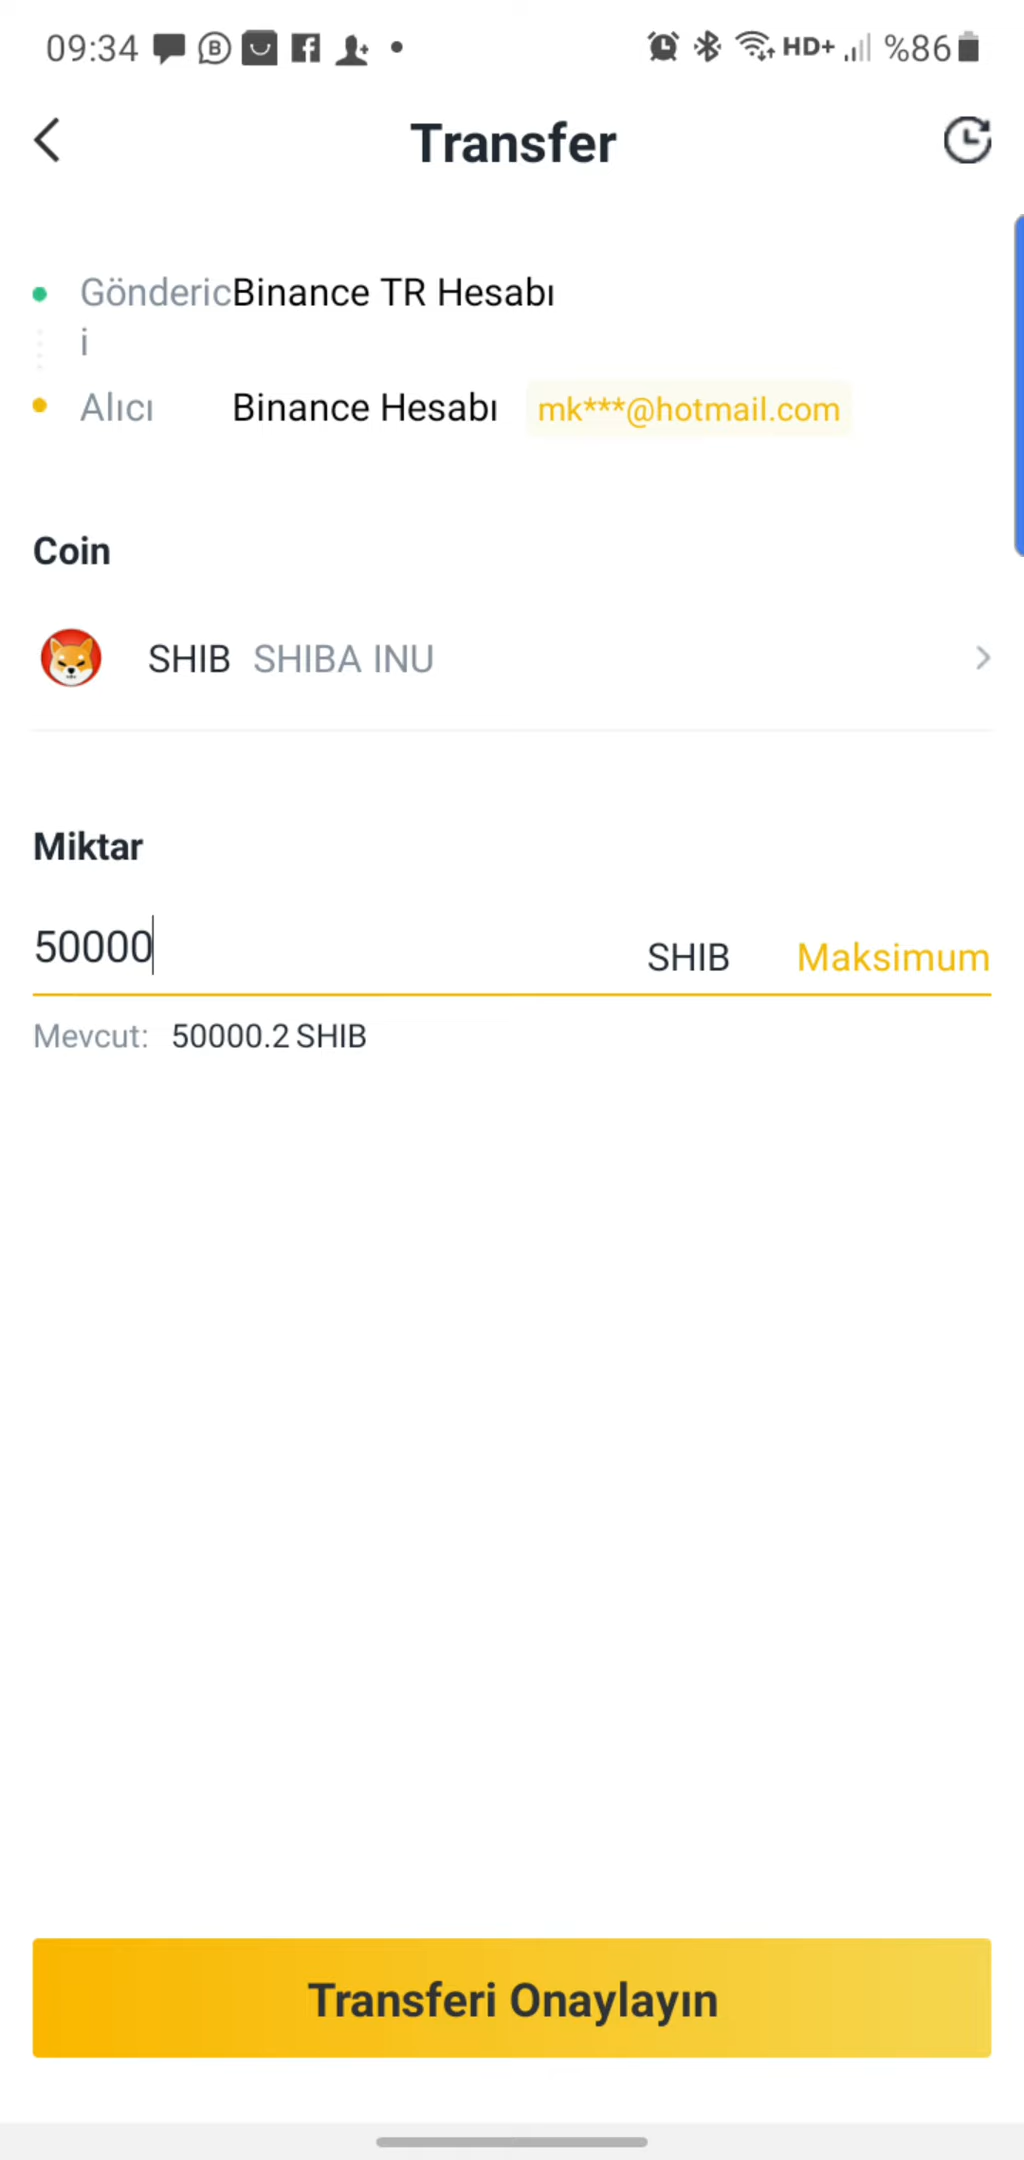 09:34 HD+ %86
Transfer
Gönderic Binance TR Hesabı
i
Alıcı Binance Hesabı mk***@hotmail.com
Coin
SHIB SHIBA INU
Miktar
50000 SHIB Maksimum
Mevcut: 50000.2 SHIB
Transferi Onaylayın